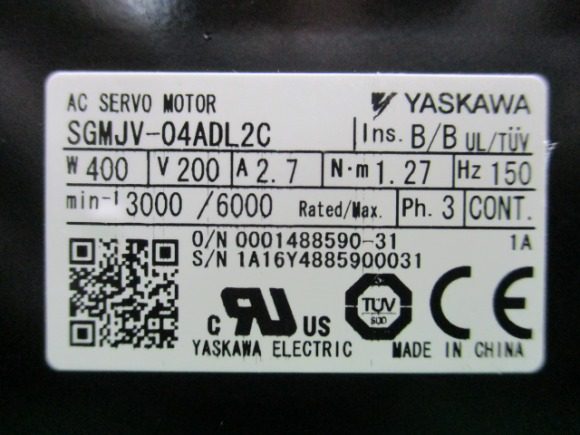 AC SERVO MOTOR YASKAWA
SGMJV-04ADL2C Ins. B/B UL/TÜV
W 400 V 200 A 2.7 N·m 1.27 Hz 150
min-1 3000 /6000 Rated/Max. Ph. 3 CONT.
O/N 0001488590-31 1A
S/N 1A16Y4885900031
c RU US TÜV SÜD CE
YASKAWA ELECTRIC MADE IN CHINA